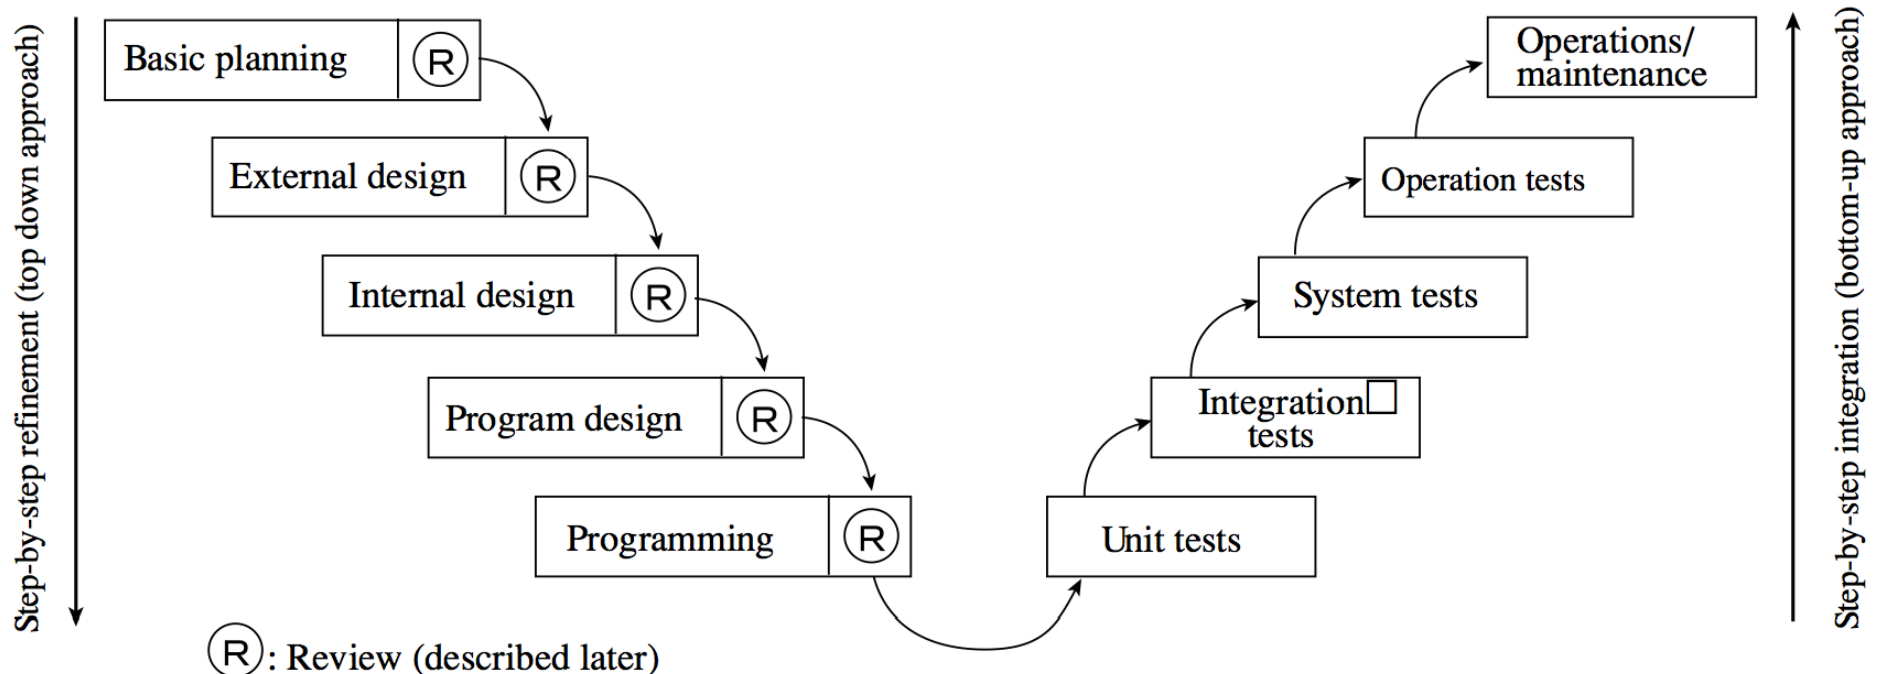 Step-by-step refinement (top down approach)
Basic planning R
External design R
Internal design R
Program design R
Programming R
R: Review (described later)
Operations/
maintenance
Operation tests
System tests
Integration□
tests
Unit tests
Step-by-step integration (bottom-up approach)